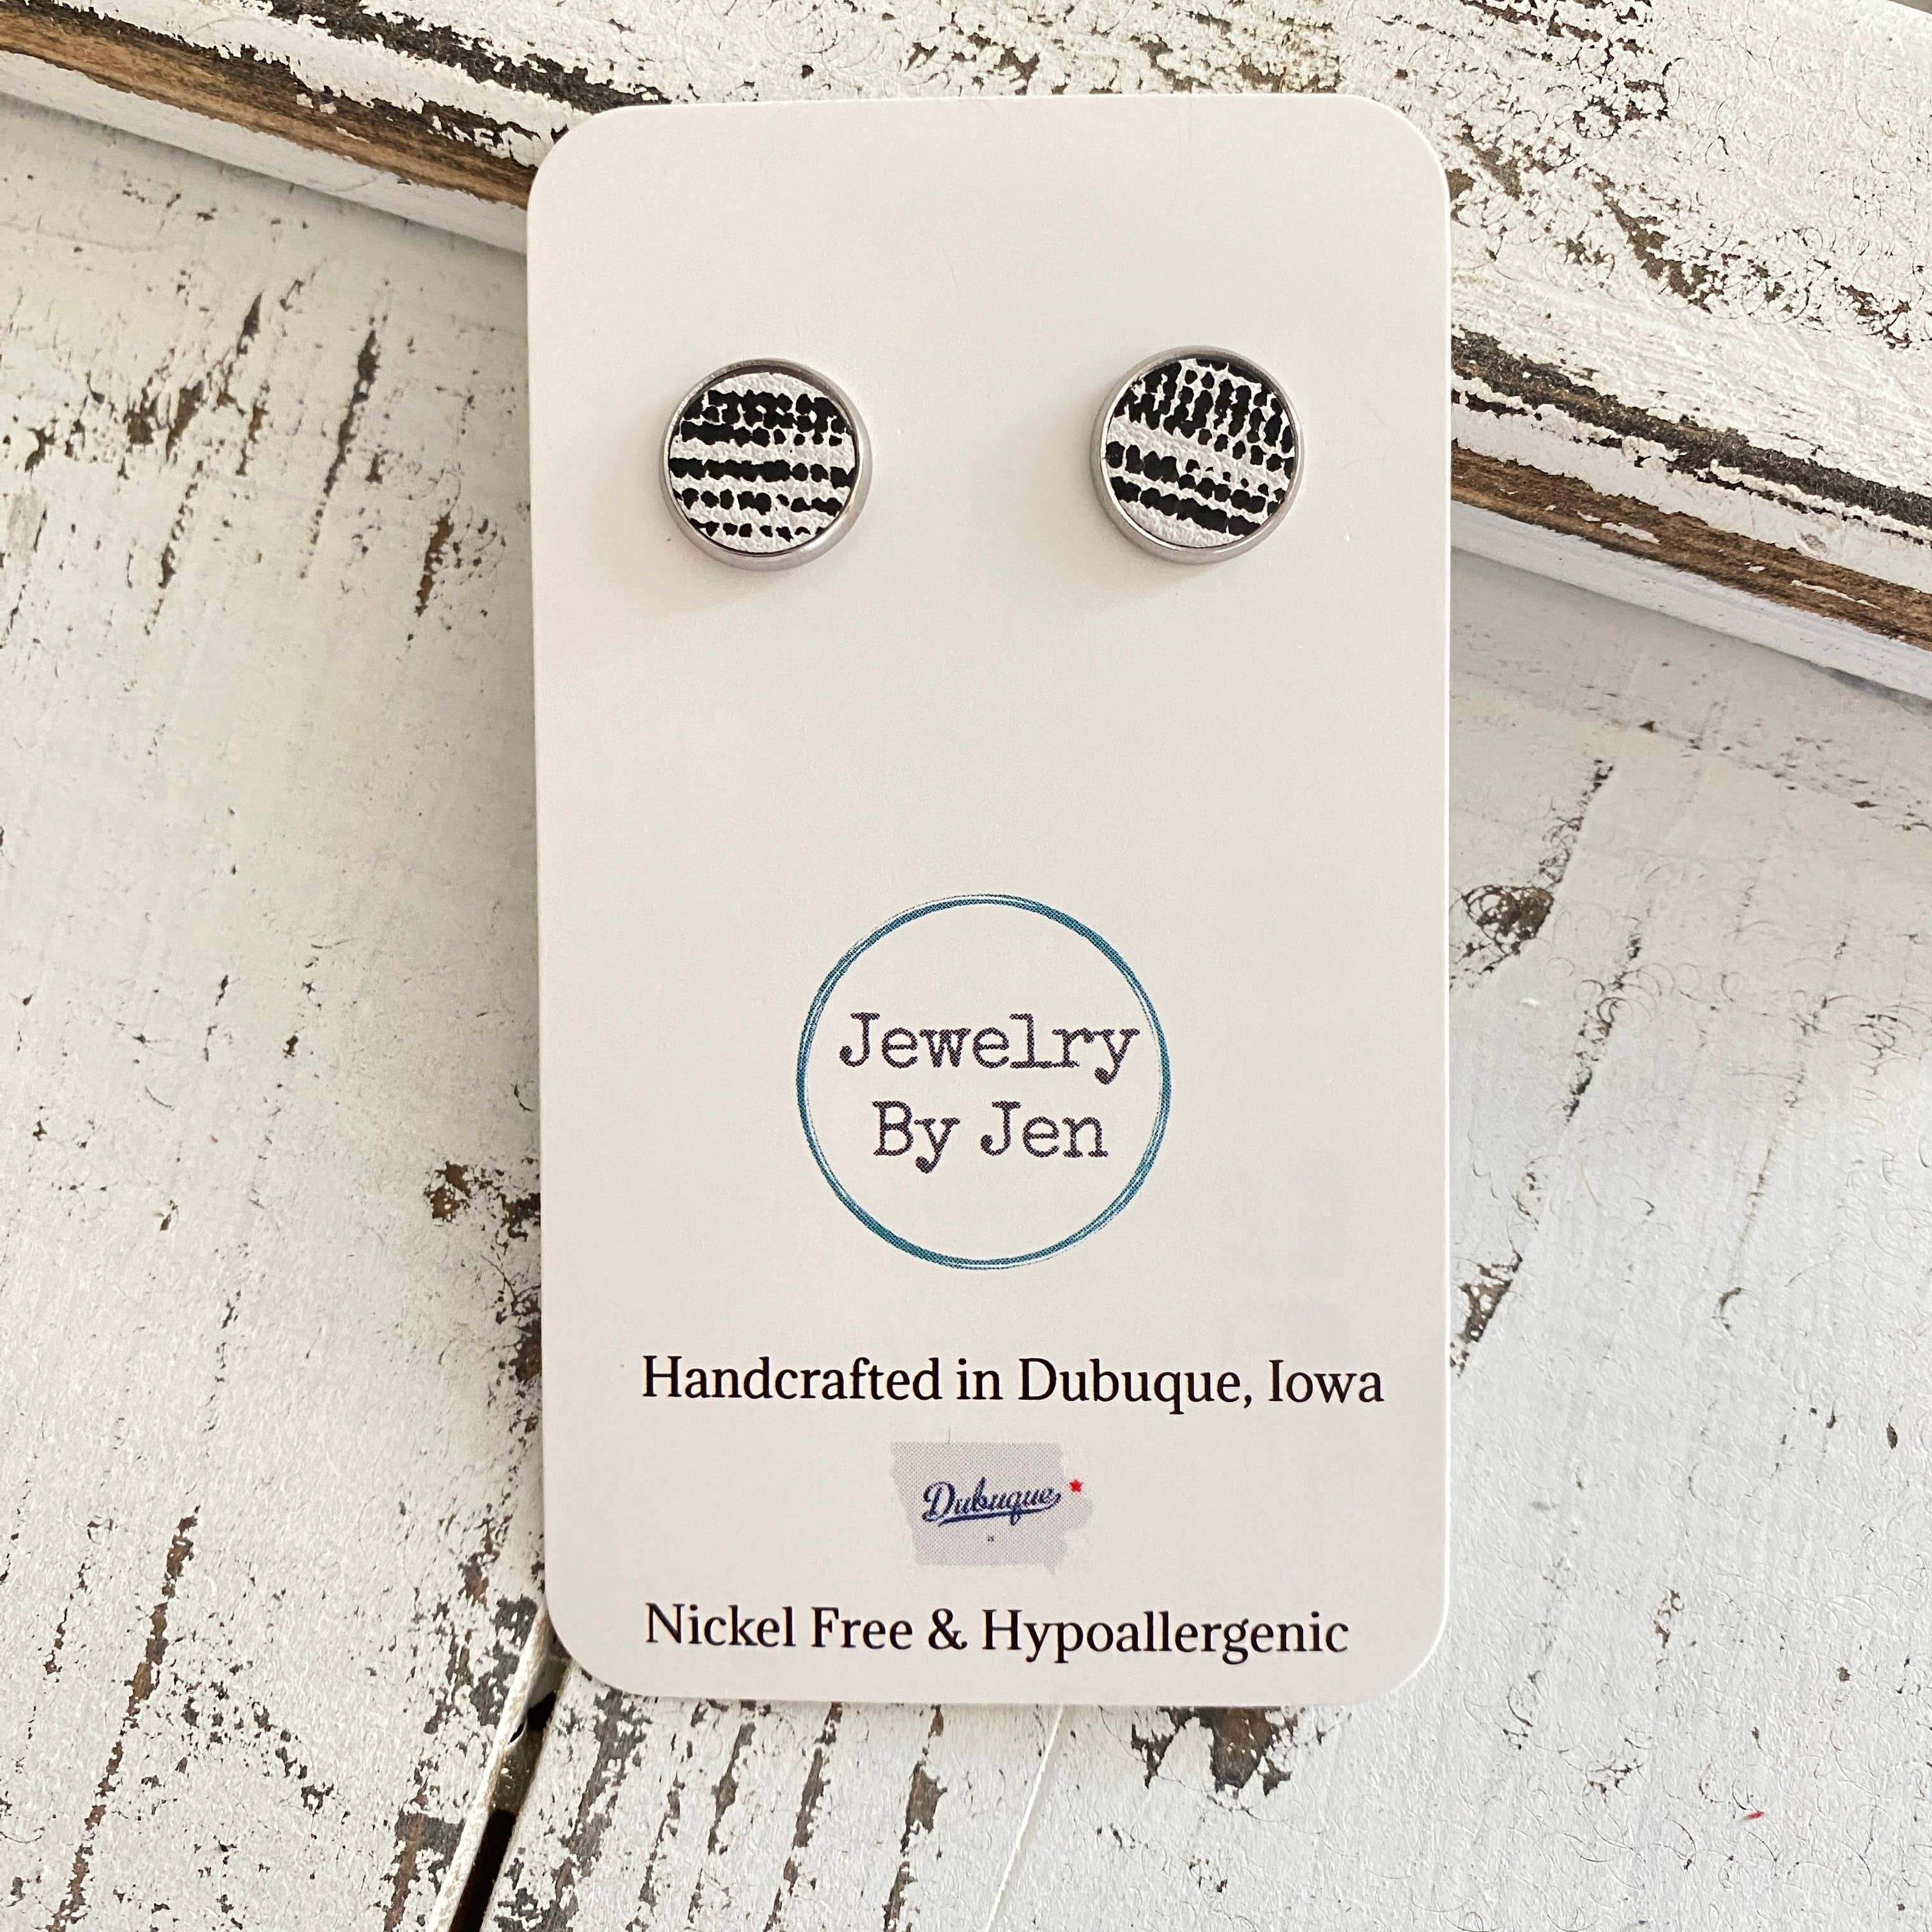 Jewelry
By Jen
Handcrafted in Dubuque, Iowa
Dubuque
Nickel Free & Hypoallergenic